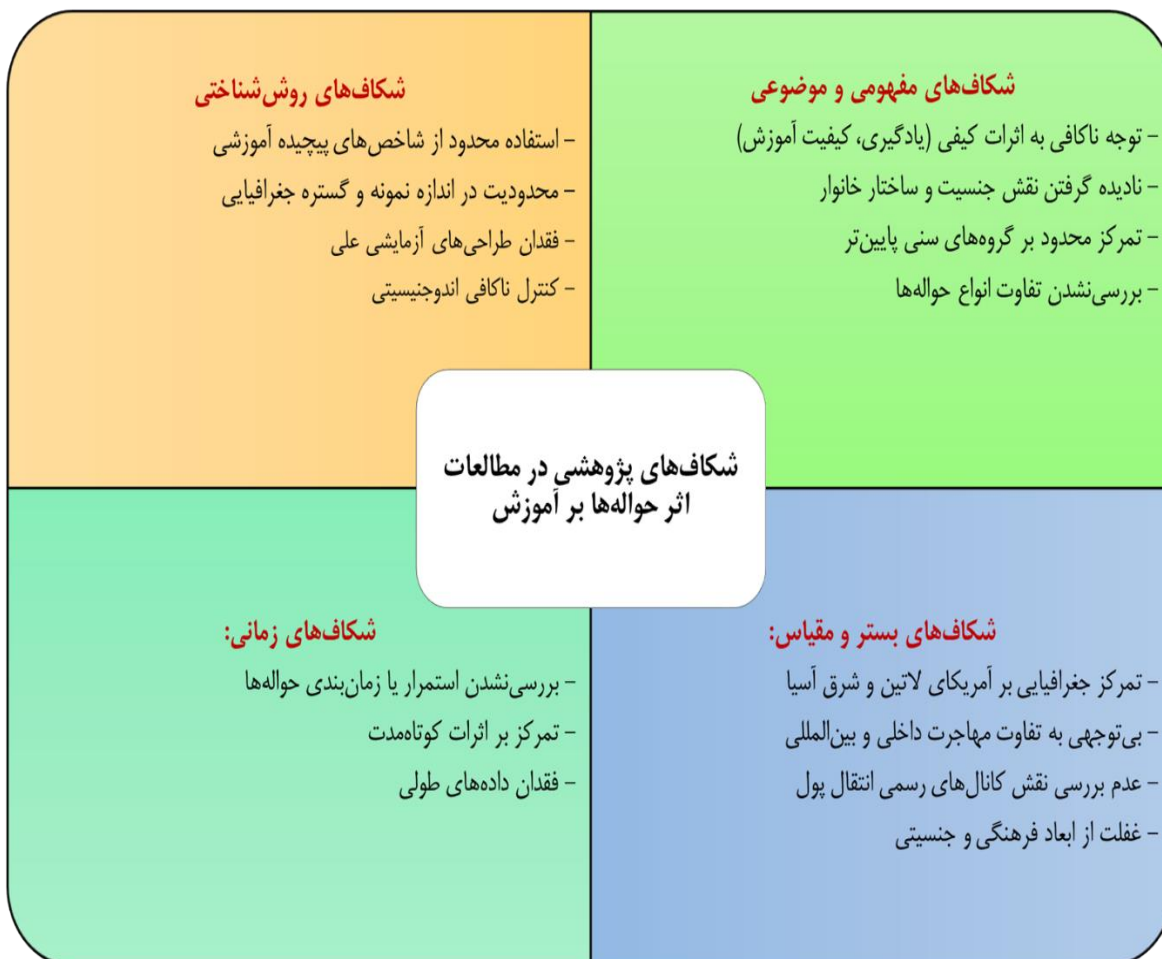 شکاف‌های مفهومی و موضوعی
- توجه ناکافی به اثرات کیفی (یادگیری، کیفیت آموزش)
- نادیده گرفتن نقش جنسیت و ساختار خانوار
- تمرکز محدود بر گروه‌های سنی پایین‌تر
- بررسی‌نشدن تفاوت انواع حواله‌ها
شکاف‌های روش‌شناختی
- استفاده محدود از شاخص‌های پیچیده آموزشی
- محدودیت در اندازه نمونه و گستره جغرافیایی
- فقدان طراحی‌های آزمایشی علی
- کنترل ناکافی اندوجنیسیتی
شکاف‌های پژوهشی در مطالعات
اثر حواله‌ها بر آموزش
شکاف‌های بستر و مقیاس:
- تمرکز جغرافیایی بر آمریکای لاتین و شرق آسیا
- بی‌توجهی به تفاوت مهاجرت داخلی و بین‌المللی
- عدم بررسی نقش کانال‌های رسمی انتقال پول
- غفلت از ابعاد فرهنگی و جنسیتی
شکاف‌های زمانی:
- بررسی‌نشدن استمرار یا زمان‌بندی حواله‌ها
- تمرکز بر اثرات کوتاه‌مدت
- فقدان داده‌های طولی